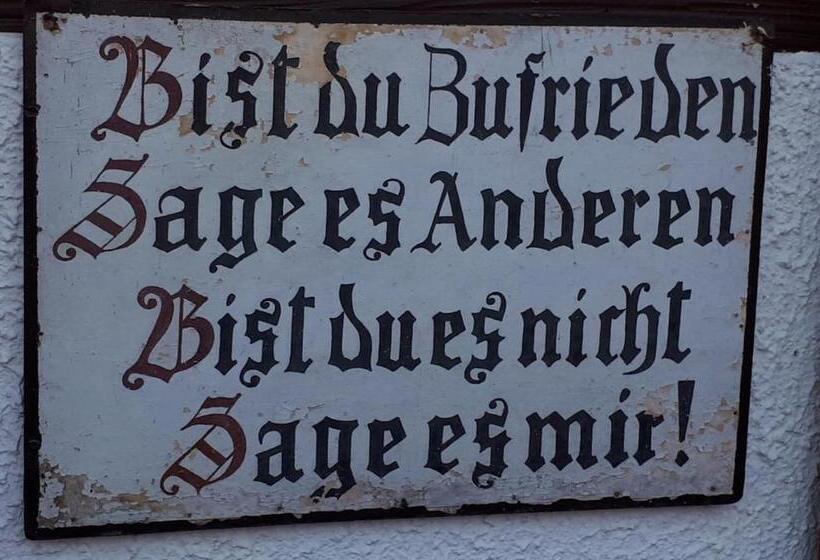 Bist du Zufrieden
Sage es Anderen
Bist du es nicht
Sage es mir!